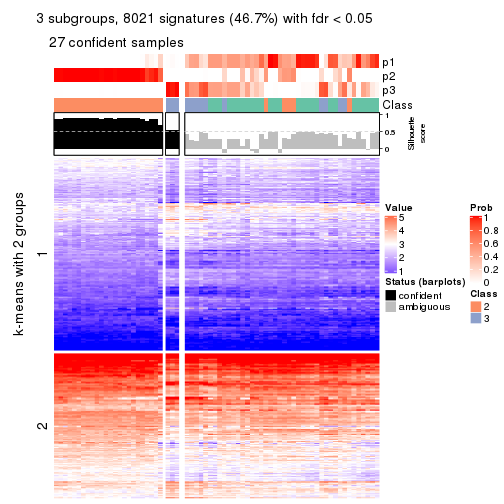 3 subgroups, 8021 signatures (46.7%) with fdr < 0.05
27 confident samples
p1
p2
p3
Class
1
0.5
0
Silhouette
score
k-means with 2 groups
1
2
Value
5
4
3
2
1
Status (barplots)
confident
ambiguous
Prob
1
0.8
0.6
0.4
0.2
0
Class
2
3